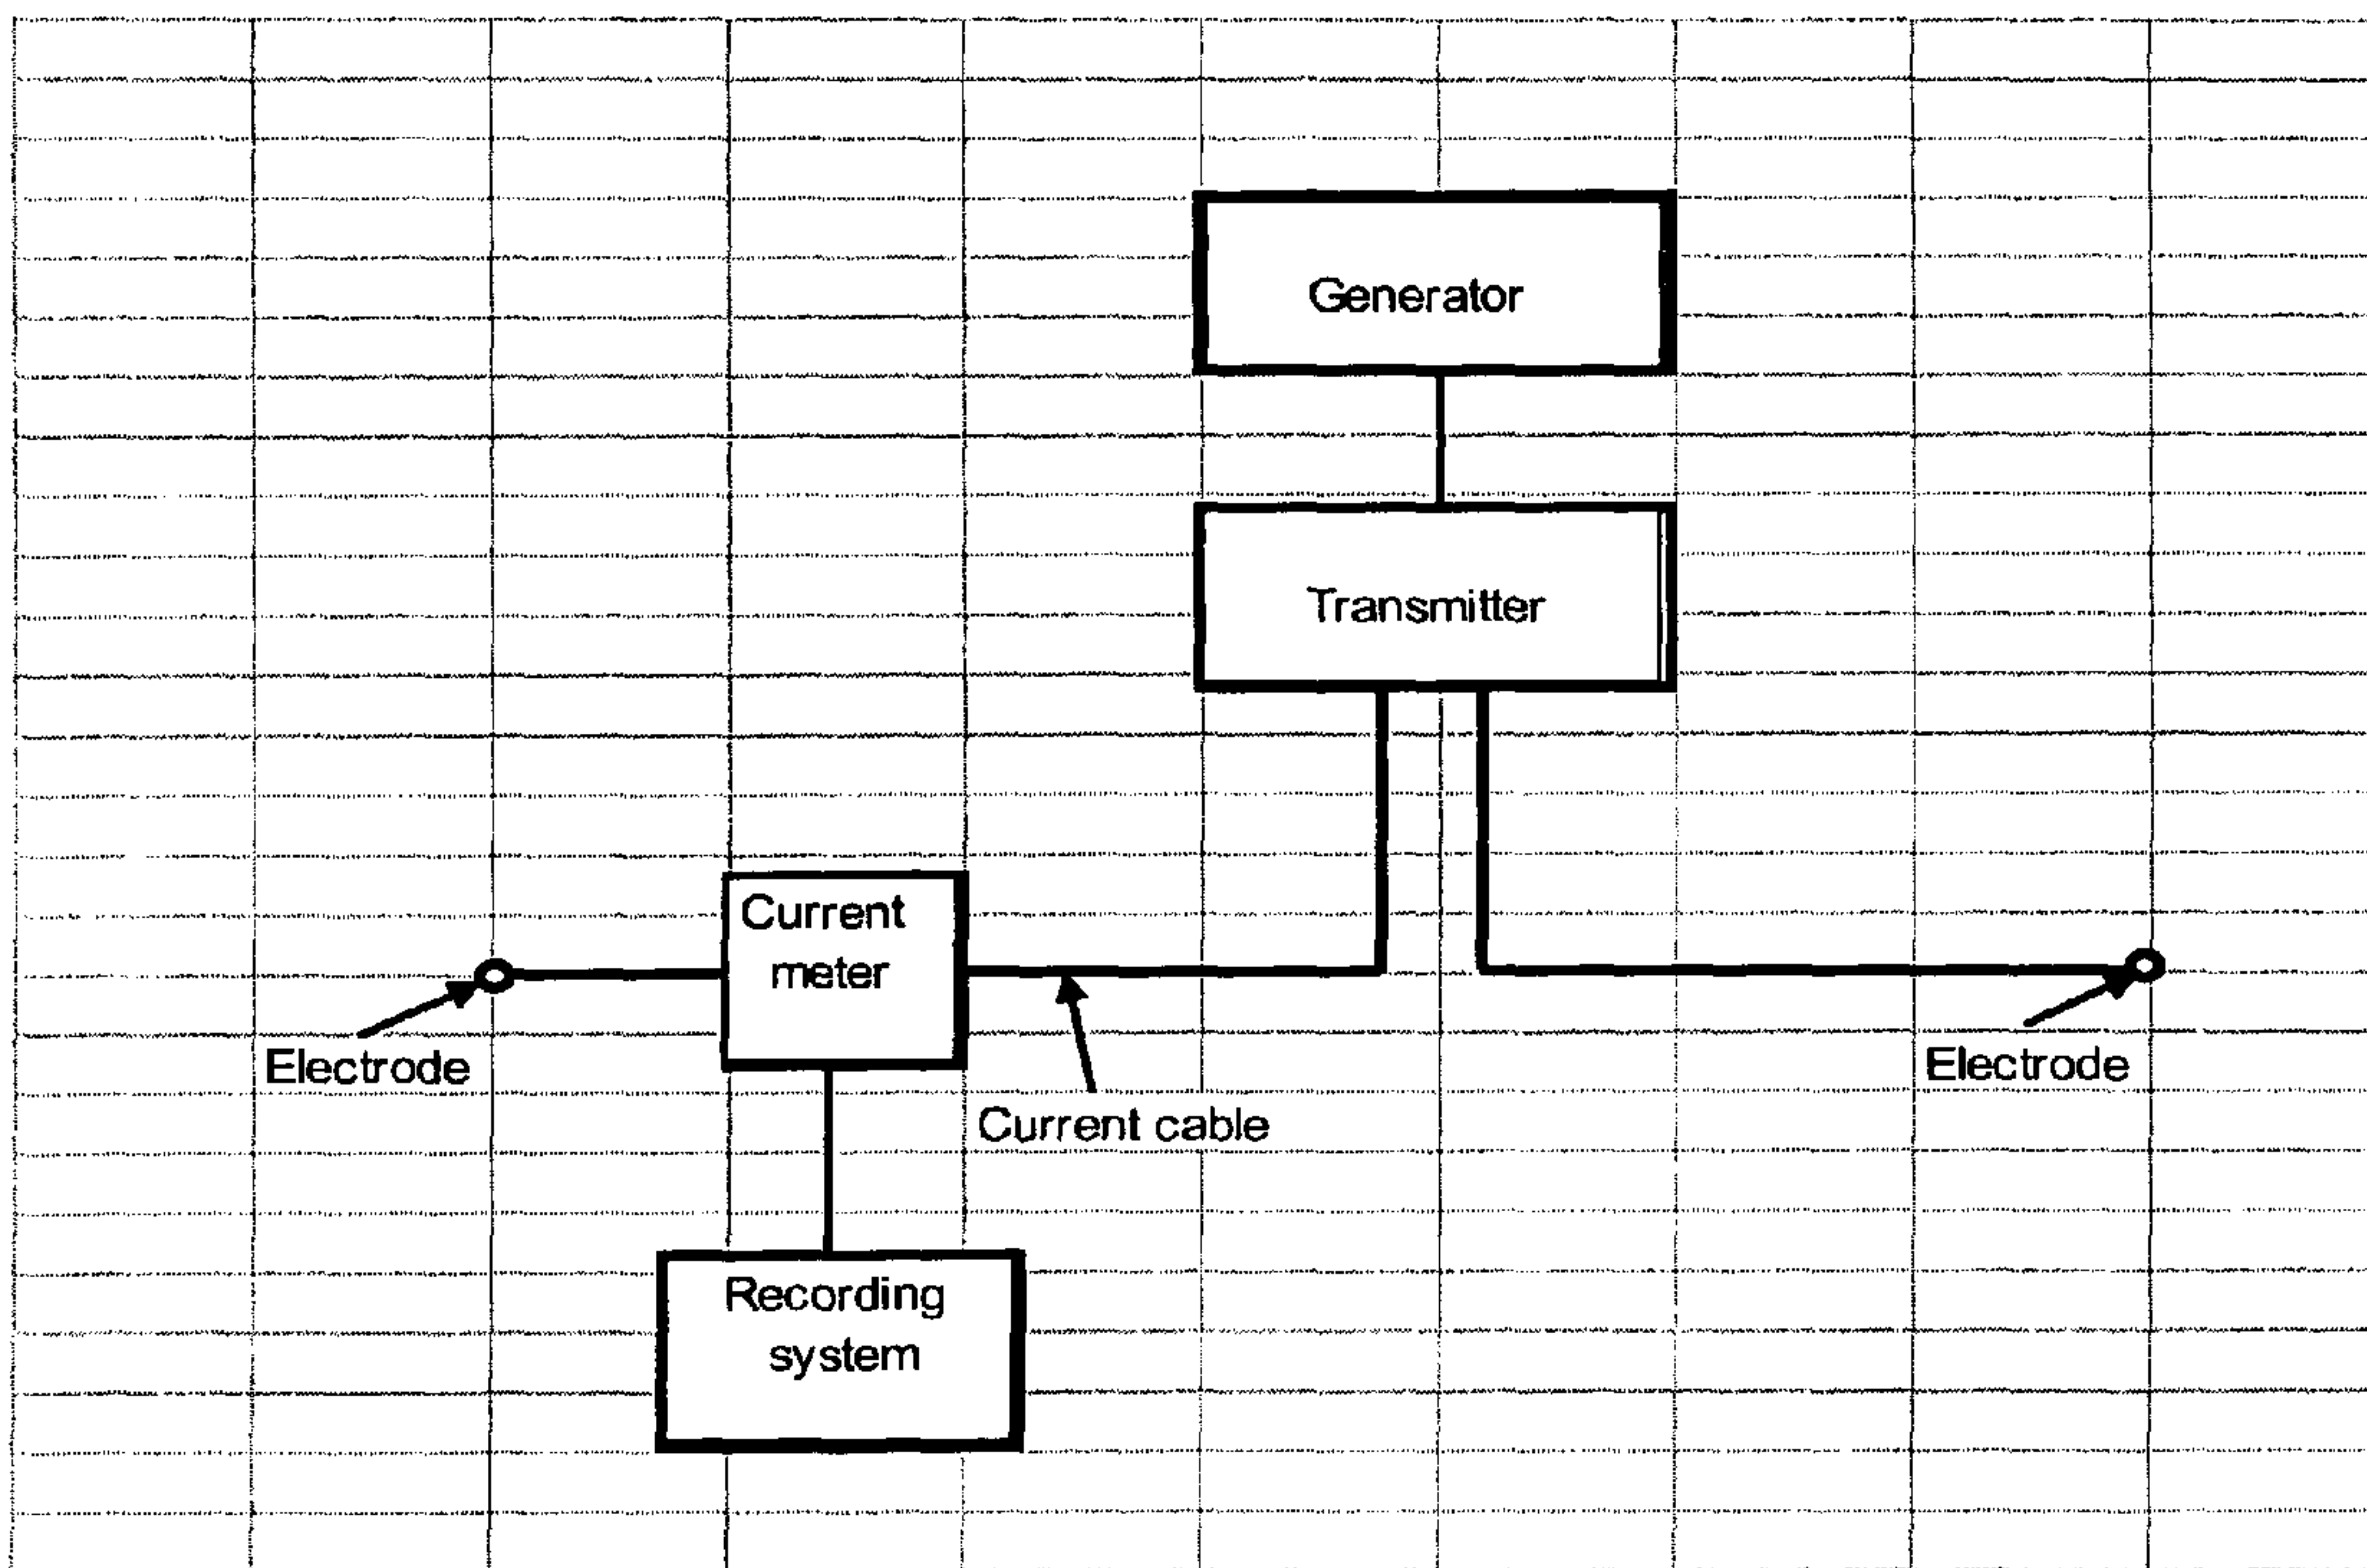 Generator
Transmitter
Current
meter
Electrode
Electrode
Current cable
Recording
system